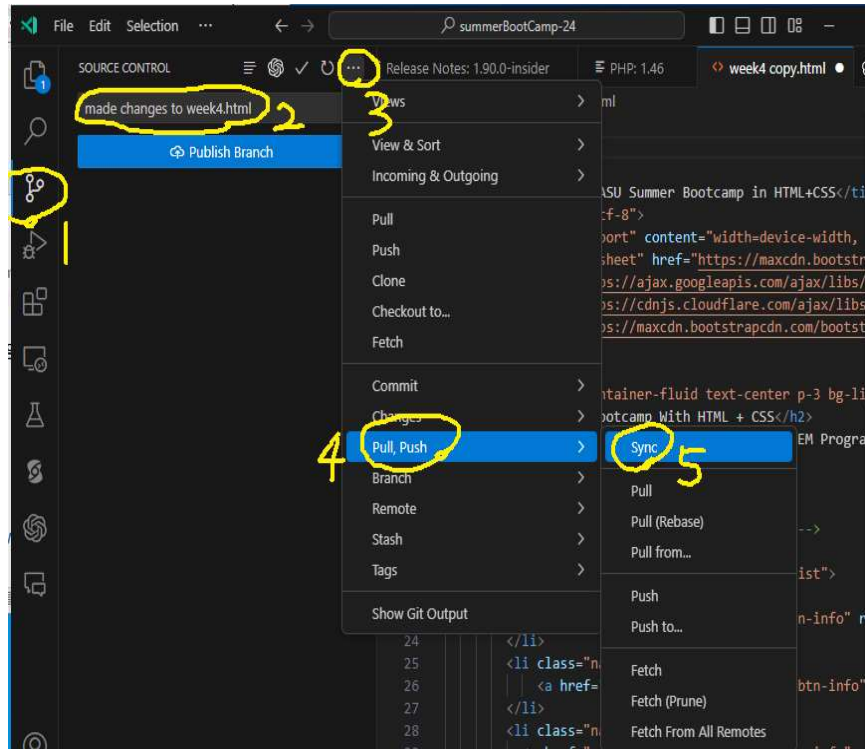 File Edit Selection ··· summerBootCamp-24
SOURCE CONTROL
Release Notes: 1.90.0-insider
PHP: 1.46
week4 copy.html
1
made changes to week4.html
2
3
Publish Branch
1
Views
View & Sort
Incoming & Outgoing
Pull
Push
Clone
Checkout to...
Fetch
Commit
Changes
4
Pull, Push
Branch
Remote
Stash
Tags
Show Git Output
Sync
5
Pull
Pull (Rebase)
Pull from...
Push
Push to...
Fetch
Fetch (Prune)
Fetch From All Remotes
ml
ASU Summer Bootcamp in HTML+CSS</ti
tf-8">
port" content="width=device-width,
sheet" href="https://maxcdn.bootstr
ps://ajax.googleapis.com/ajax/libs/
ps://cdnjs.cloudflare.com/ajax/libs
ps://maxcdn.bootstrapcdn.com/bootst
ntainer-fluid text-center p-3 bg-li
ootcamp With HTML + CSS</h2>
EM Progra
-->
ist">
n-info" r
24 </li>
25 <li class="na
26 <a href= btn-info"
27 </li>
28 <li class="n